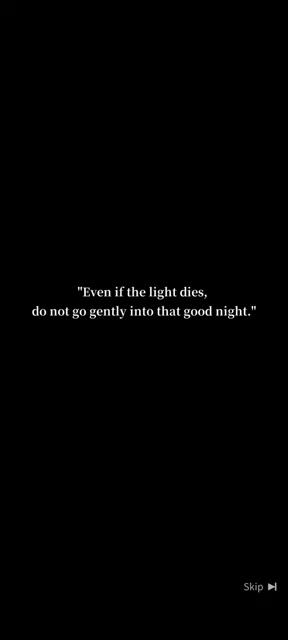 "Even if the light dies,
do not go gently into that good night."
Skip